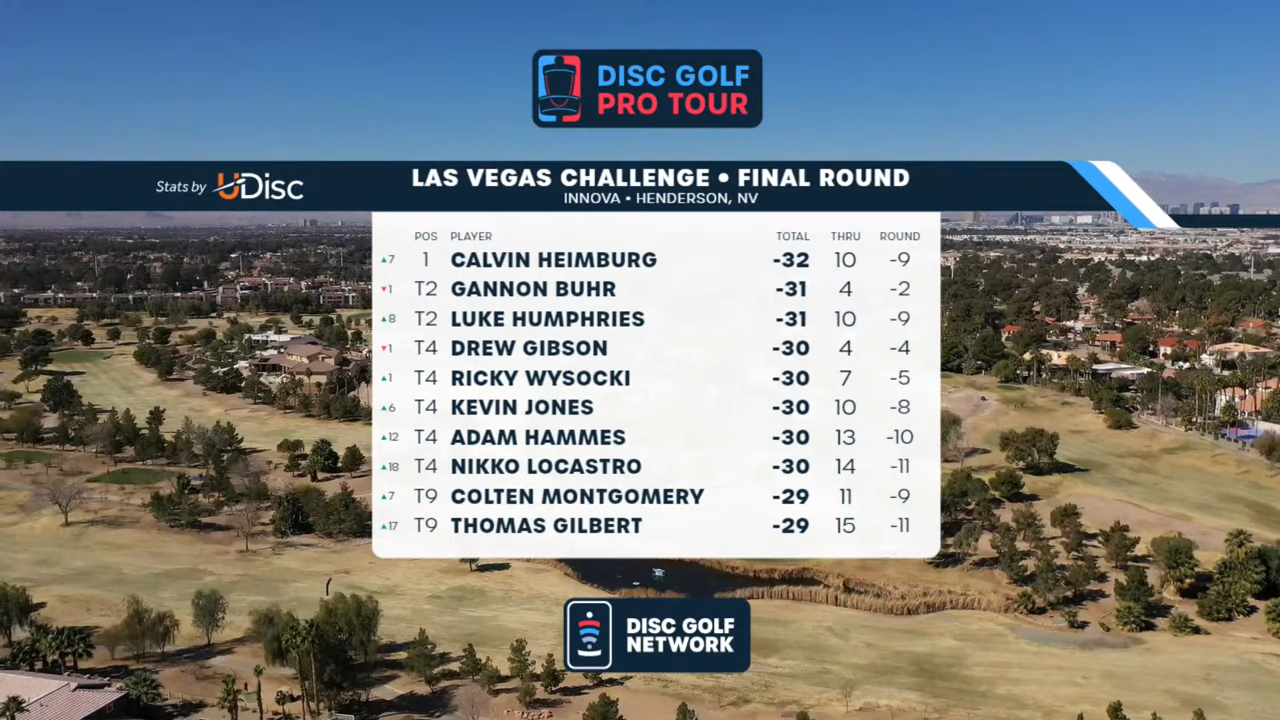 DISC GOLF
PRO TOUR
Stats by UDisc
LAS VEGAS CHALLENGE • FINAL ROUND
INNOVA • HENDERSON, NV
POS PLAYER TOTAL THRU ROUND
▲7 1 CALVIN HEIMBURG -32 10 -9
▼1 T2 GANNON BUHR -31 4 -2
▲8 T2 LUKE HUMPHRIES -31 10 -9
▼1 T4 DREW GIBSON -30 4 -4
▲1 T4 RICKY WYSOCKI -30 7 -5
▲6 T4 KEVIN JONES -30 10 -8
▲12 T4 ADAM HAMMES -30 13 -10
▲18 T4 NIKKO LOCASTRO -30 14 -11
▲7 T9 COLTEN MONTGOMERY -29 11 -9
▲17 T9 THOMAS GILBERT -29 15 -11
DISC GOLF
NETWORK